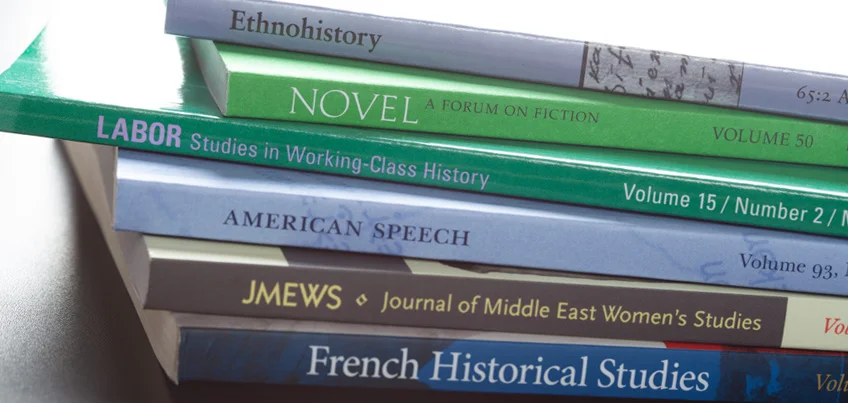 Ethnohistory 65:2
NOVEL A FORUM ON FICTION VOLUME 50
LABOR Studies in Working-Class History Volume 15 / Number 2 /
AMERICAN SPEECH Volume 93,
JMEWS ⋄ Journal of Middle East Women's Studies
French Historical Studies